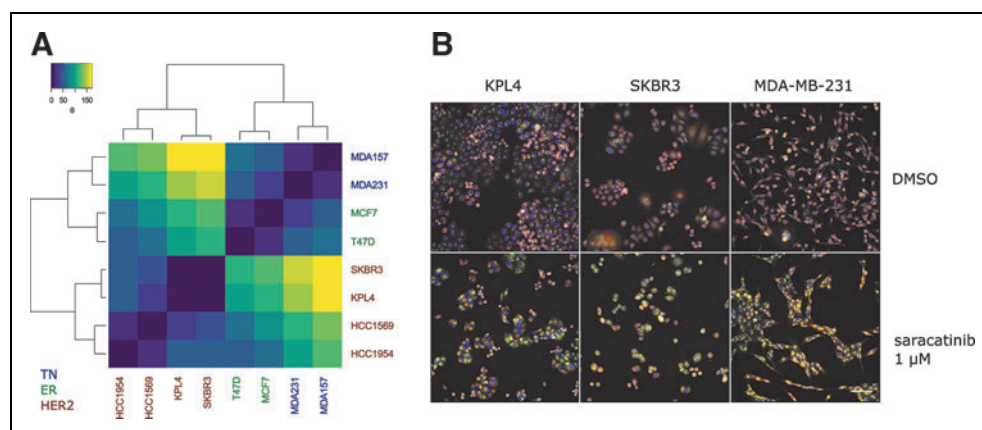 A
0 50 150
θ
MDA157
MDA231
MCF7
T47D
SKBR3
KPL4
HCC1569
HCC1954
TN
ER
HER2
HCC1954
HCC1569
KPL4
SKBR3
T47D
MCF7
MDA231
MDA157
B
KPL4 SKBR3 MDA-MB-231
DMSO
saracatinib
1 μM